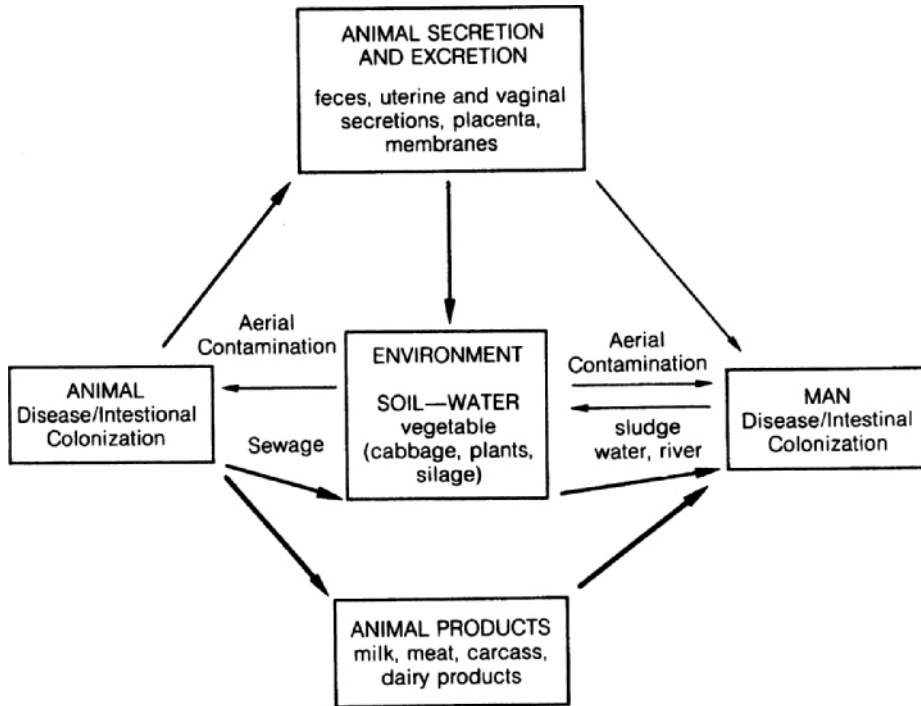 ANIMAL SECRETION
AND EXCRETION
feces, uterine and vaginal
secretions, placenta,
membranes
Aerial
Contamination
ENVIRONMENT
SOIL—WATER
vegetable
(cabbage, plants,
silage)
Aerial
Contamination
ANIMAL
Disease/Intestional
Colonization
MAN
Disease/Intestinal
Colonization
Sewage
sludge
water, river
ANIMAL PRODUCTS
milk, meat, carcass,
dairy products